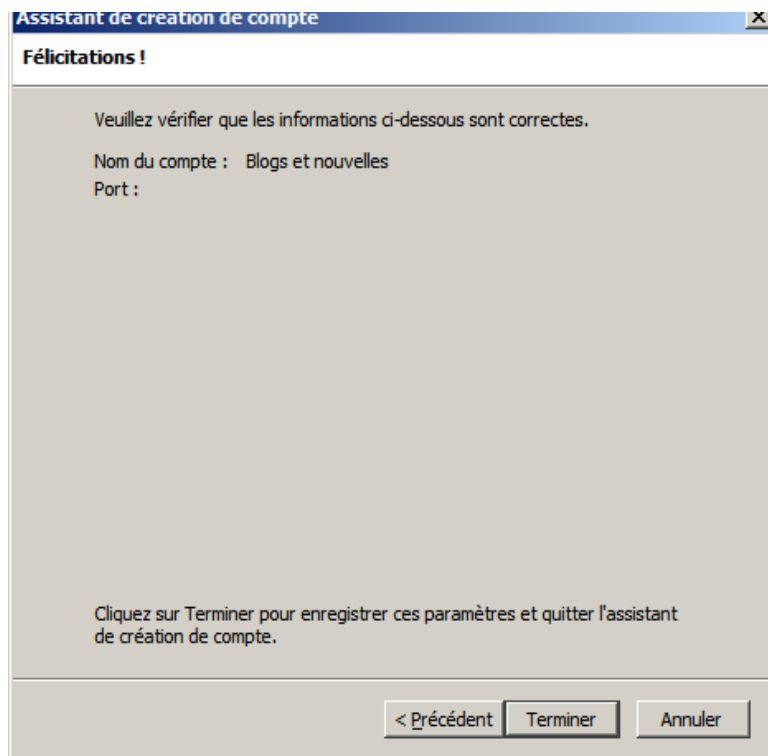 Assistant de création de compte
Félicitations !
Veuillez vérifier que les informations ci-dessous sont correctes.
Nom du compte : Blogs et nouvelles
Port :
Cliquez sur Terminer pour enregistrer ces paramètres et quitter l'assistant
de création de compte.
< Précédent Terminer Annuler